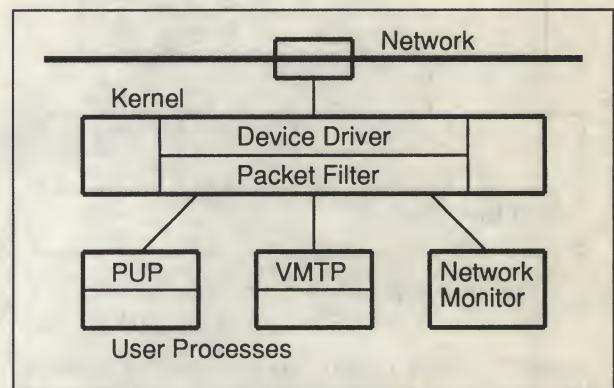 Network
Kernel
Device Driver
Packet Filter
PUP
VMTP
Network
Monitor
User Processes